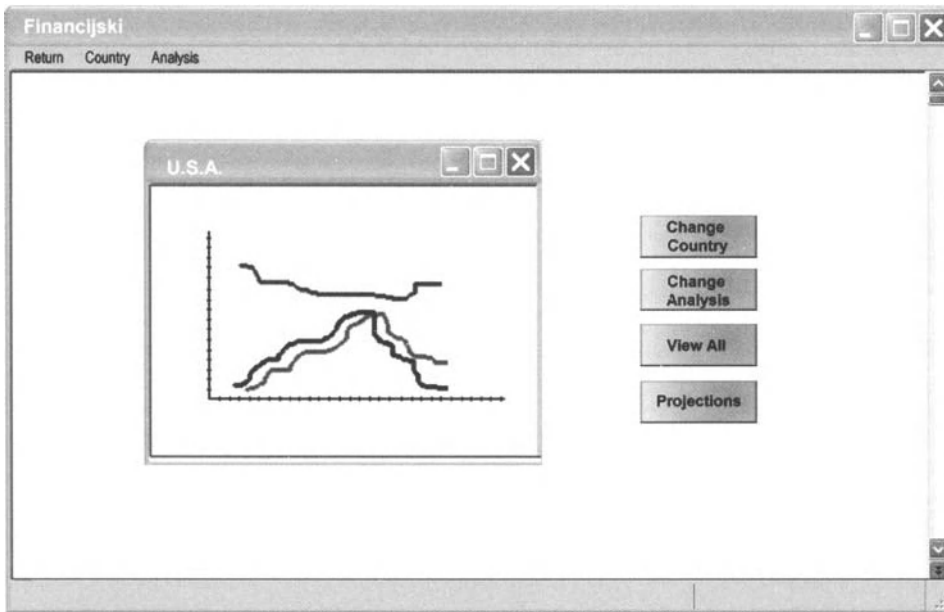 Financijski
Return Country Analysis
U.S.A.
Change
Country
Change
Analysis
View All
Projections